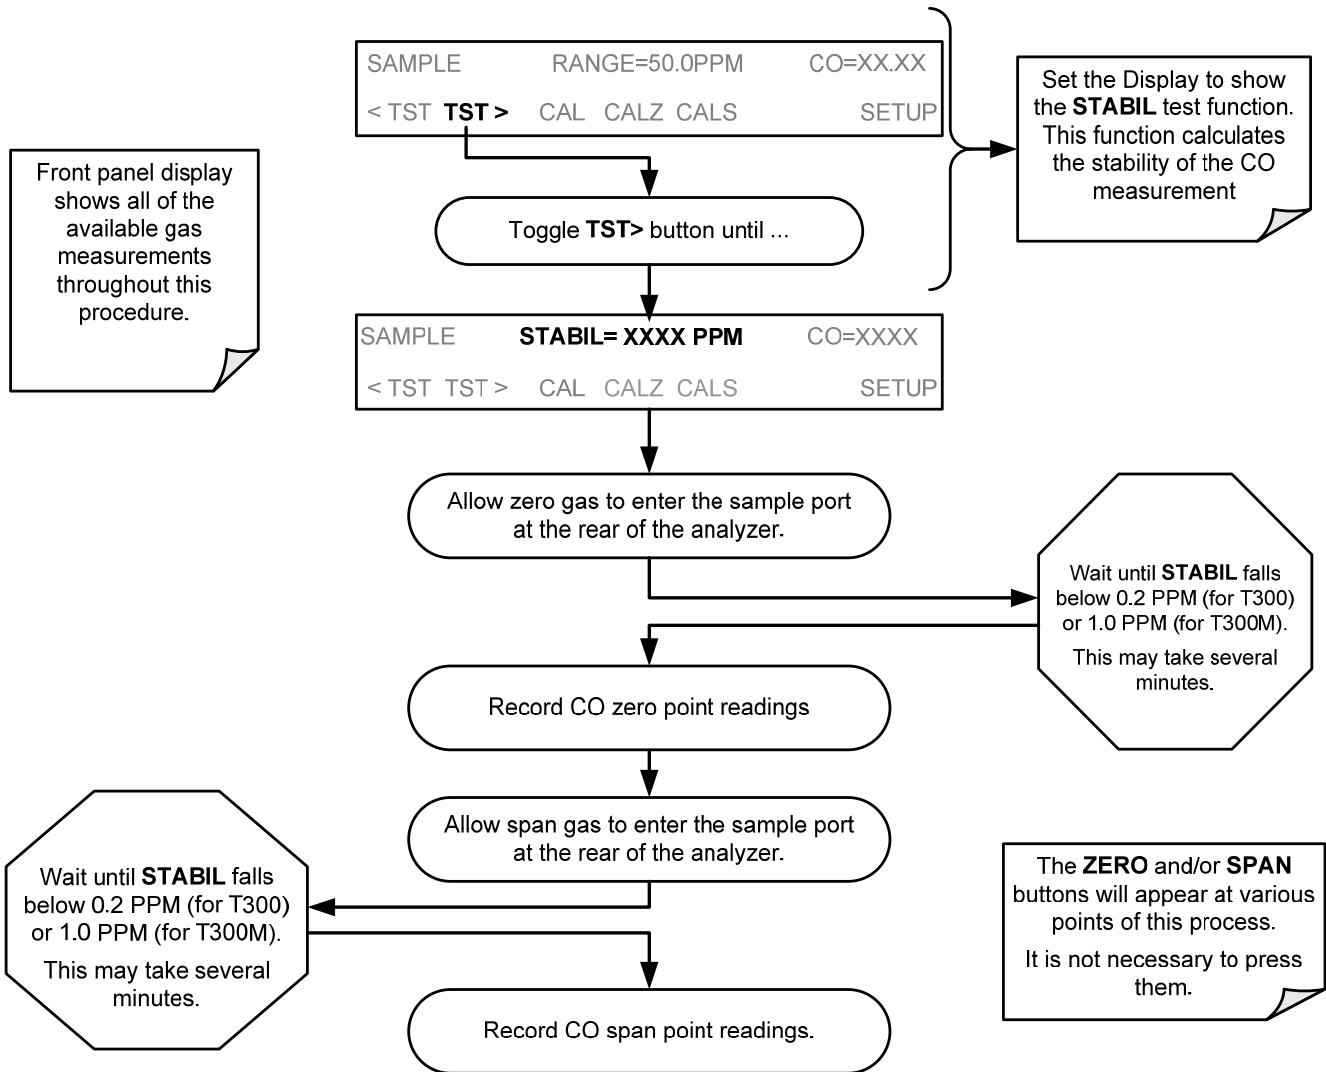 SAMPLE RANGE=50.0PPM CO=XX.XX
< TST TST > CAL CALZ CALS SETUP
Set the Display to show
the STABIL test function.
This function calculates
the stability of the CO
measurement
Front panel display
shows all of the
available gas
measurements
throughout this
procedure.
Toggle TST> button until ...
SAMPLE STABIL= XXXX PPM CO=XXXX
< TST TST > CAL CALZ CALS SETUP
Allow zero gas to enter the sample port
at the rear of the analyzer.
Wait until STABIL falls
below 0.2 PPM (for T300)
or 1.0 PPM (for T300M).
This may take several
minutes.
Record CO zero point readings
Allow span gas to enter the sample port
at the rear of the analyzer.
Wait until STABIL falls
below 0.2 PPM (for T300)
or 1.0 PPM (for T300M).
This may take several
minutes.
The ZERO and/or SPAN
buttons will appear at various
points of this process.
It is not necessary to press
them.
Record CO span point readings.